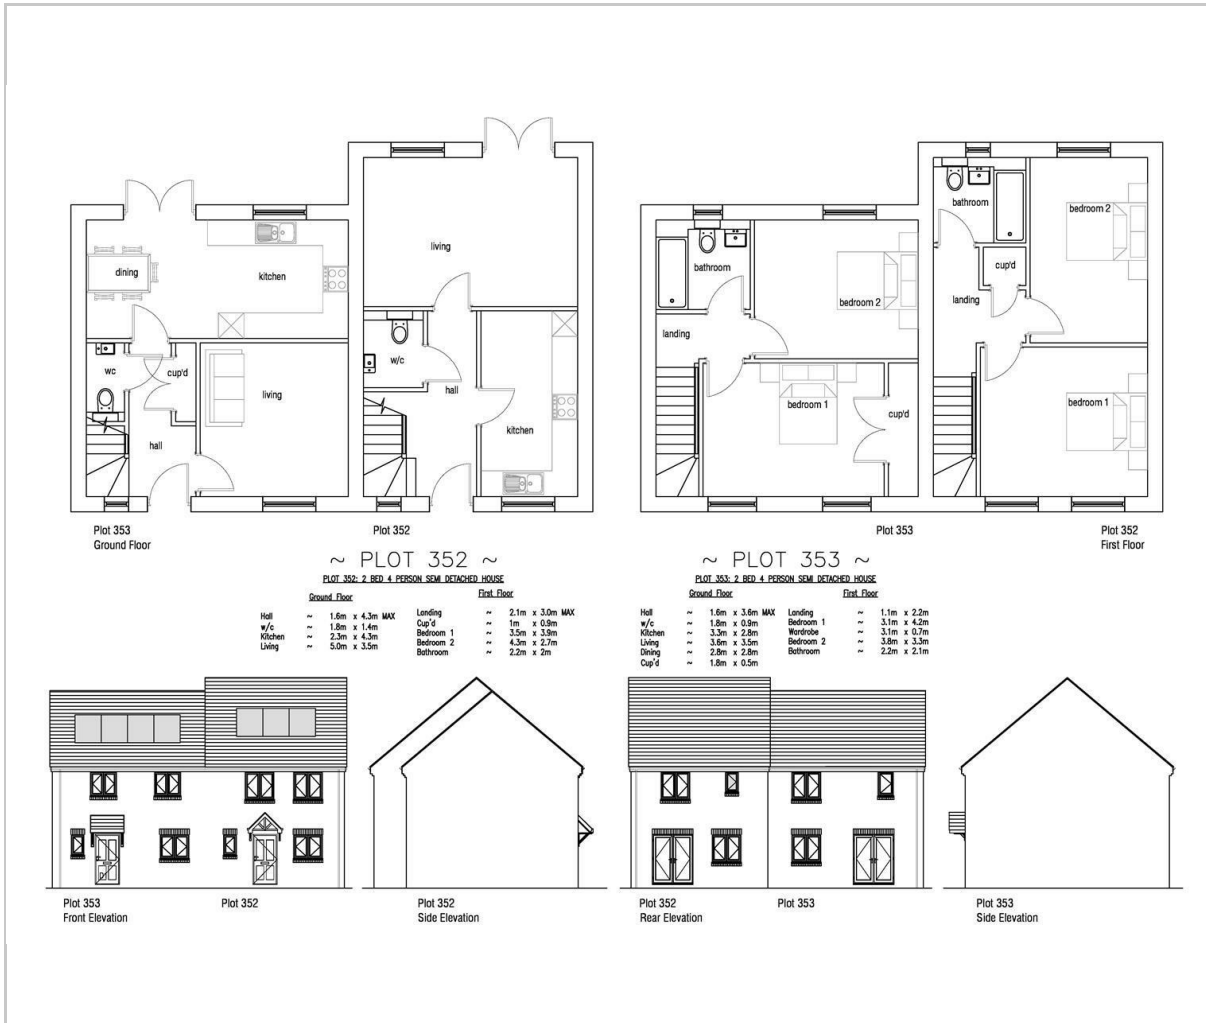 living
dining
kitchen
wc
cup'd
living
hall
w/c
hall
kitchen
bathroom
bedroom 2
landing
bedroom 1
cup'd
bathroom
bedroom 2
cup'd
landing
bedroom 1
Plot 353
Ground Floor
Plot 352
Plot 353
Plot 352
First Floor
~ PLOT 352 ~
PLOT 352: 2 BED 4 PERSON SEMI DETACHED HOUSE
Ground Floor
Hall ~ 1.6m x 4.3m MAX
w/c ~ 1.8m x 1.4m
Kitchen ~ 2.3m x 4.3m
Living ~ 5.0m x 3.5m
First Floor
Landing ~ 2.1m x 3.0m MAX
Cup'd ~ 1m x 0.9m
Bedroom 1 ~ 3.5m x 3.9m
Bedroom 2 ~ 4.3m x 2.7m
Bathroom ~ 2.2m x 2m
~ PLOT 353 ~
PLOT 353: 2 BED 4 PERSON SEMI DETACHED HOUSE
Ground Floor
Hall ~ 1.6m x 3.6m MAX
w/c ~ 1.8m x 0.9m
Kitchen ~ 3.3m x 2.8m
Living ~ 3.6m x 3.5m
Dining ~ 2.8m x 2.8m
Cup'd ~ 1.8m x 0.5m
First Floor
Landing ~ 1.1m x 2.2m
Bedroom 1 ~ 3.1m x 4.2m
Wardrobe ~ 3.1m x 0.7m
Bedroom 2 ~ 3.8m x 3.3m
Bathroom ~ 2.2m x 2.1m
Plot 353
Front Elevation
Plot 352
Plot 352
Side Elevation
Plot 352
Rear Elevation
Plot 353
Plot 353
Side Elevation